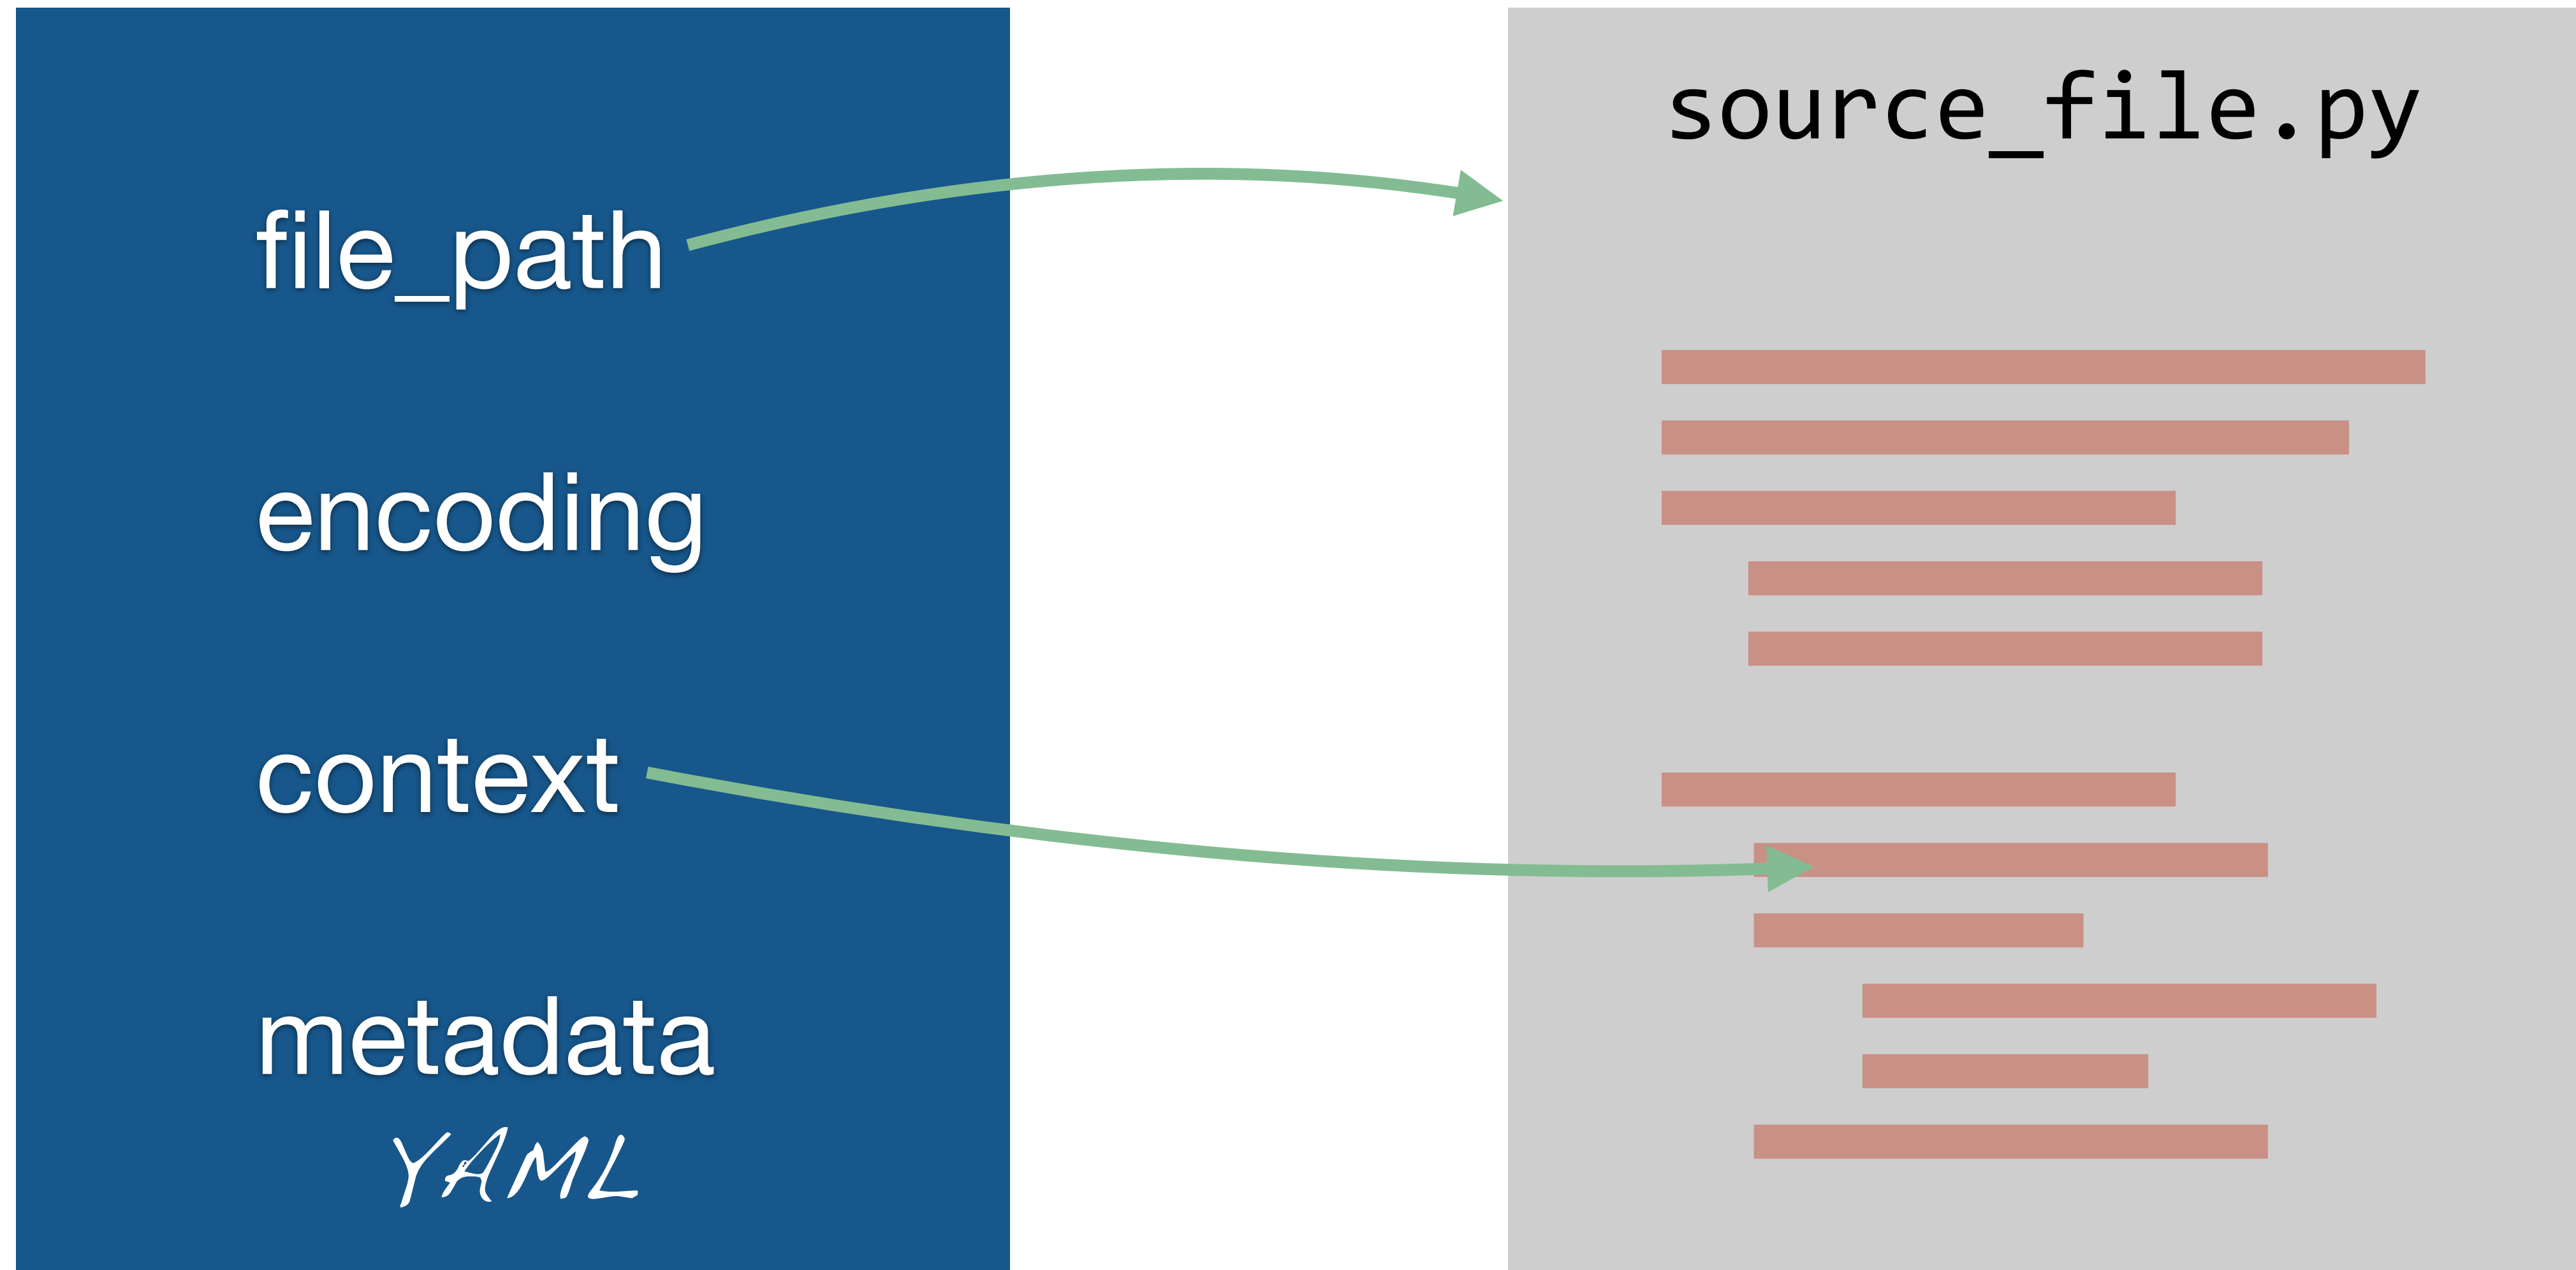 file_path
encoding
context
metadata
YAML
source_file.py